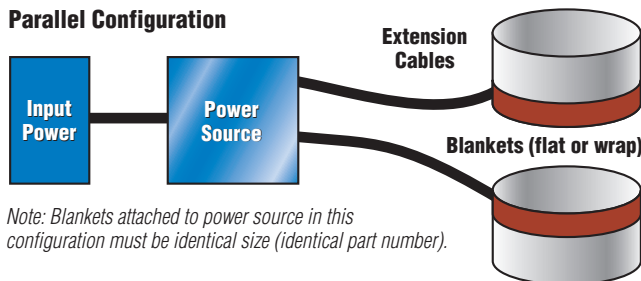 Parallel Configuration
Extension
Cables
Input
Power
Power
Source
Blankets (flat or wrap)
Note: Blankets attached to power source in this
configuration must be identical size (identical part number).